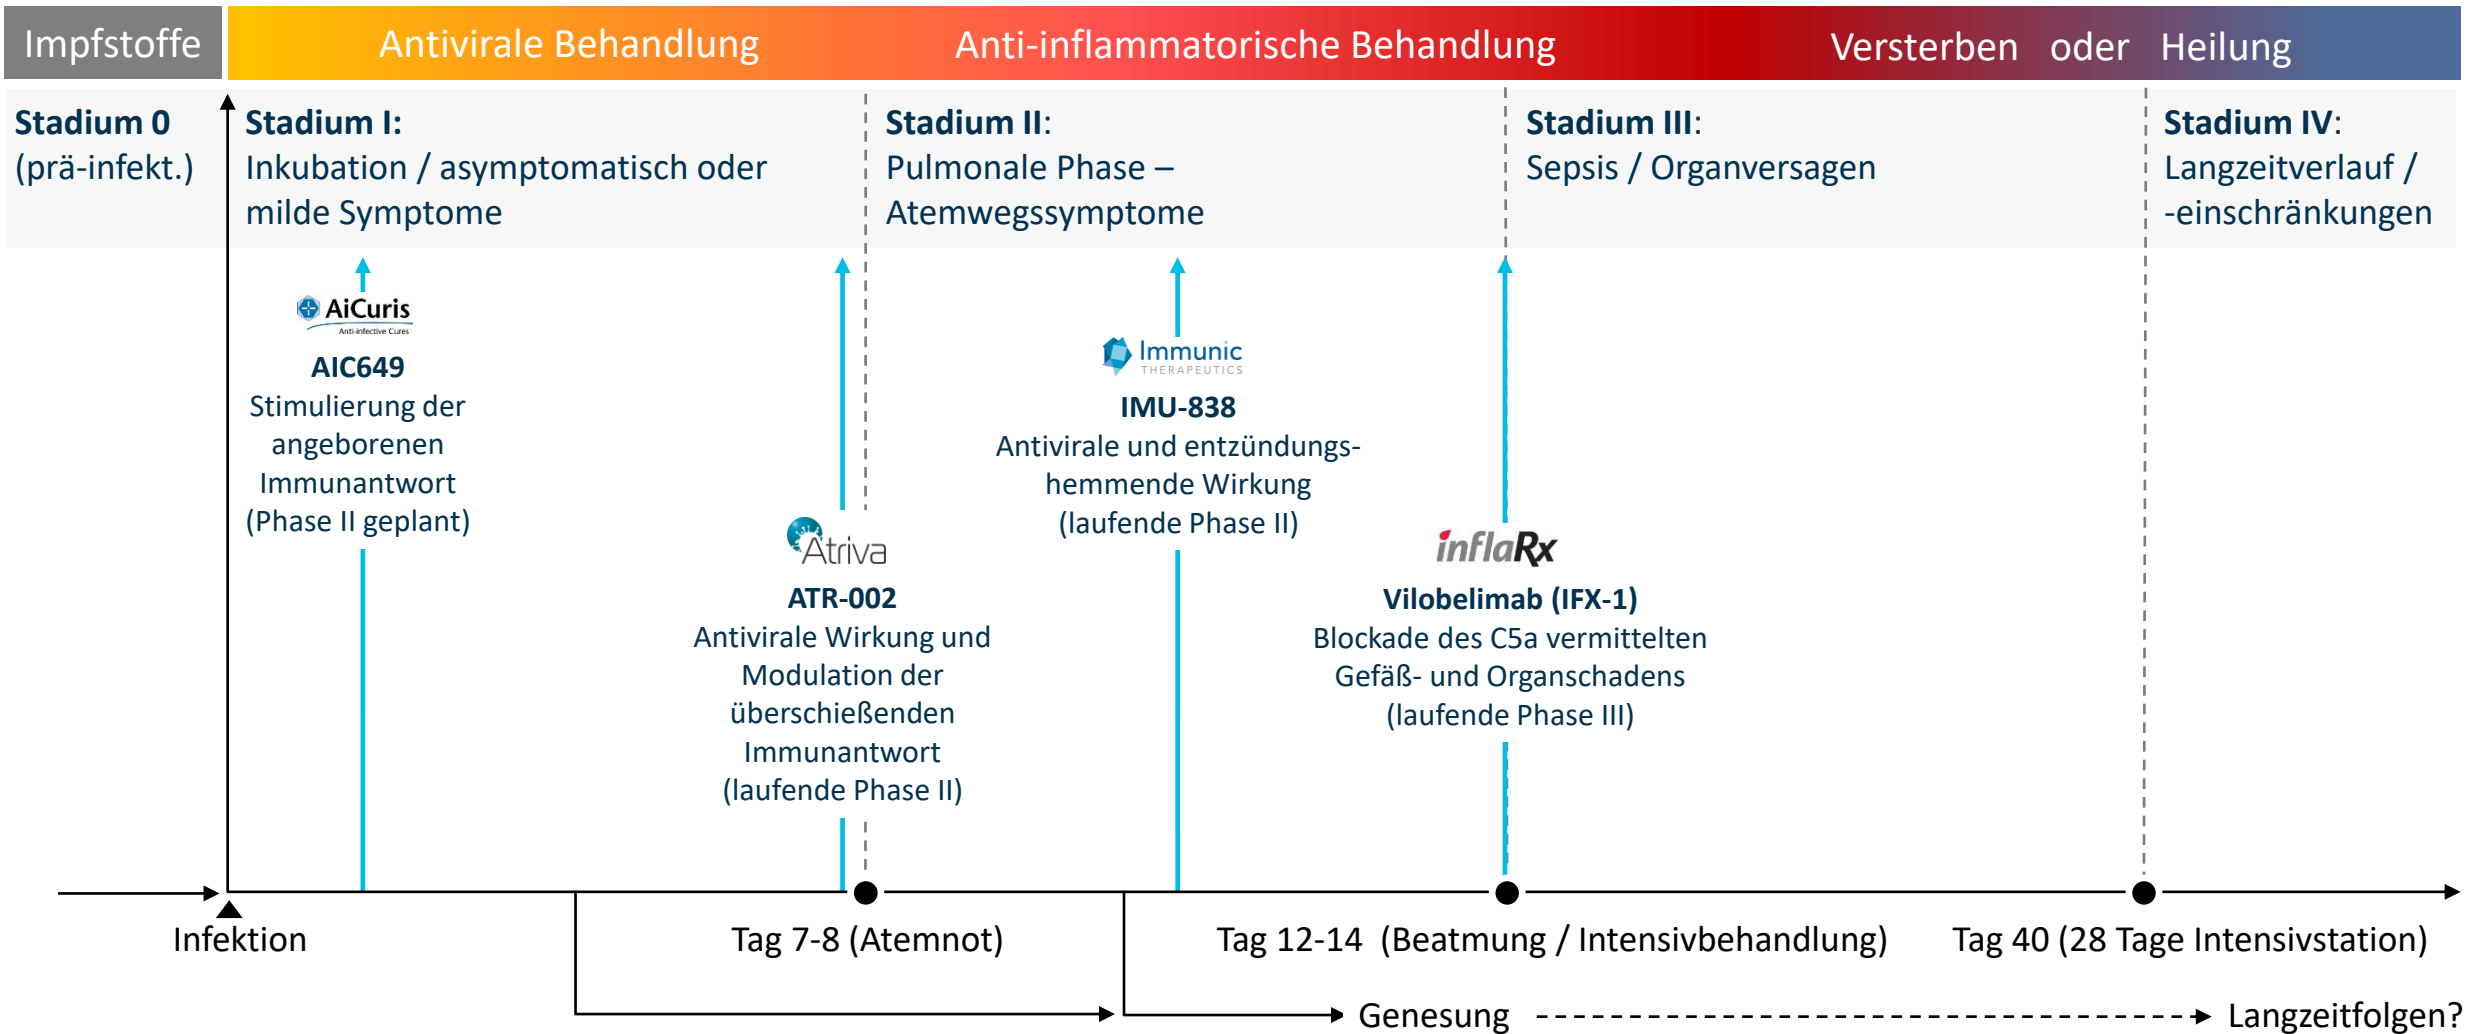 Impfstoffe
Antivirale Behandlung
Anti-inflammatorische Behandlung
Versterben oder Heilung
Stadium 0
(prä-infekt.)
Stadium I:
Inkubation / asymptomatisch oder
milde Symptome
Stadium II:
Pulmonale Phase –
Atemwegssymptome
Stadium III:
Sepsis / Organversagen
Stadium IV:
Langzeitverlauf /
-einschränkungen
AiCuris
Anti-infective Cures
AIC649
Stimulierung der
angeborenen
Immunantwort
(Phase II geplant)
Atriva
ATR-002
Antivirale Wirkung und
Modulation der
überschießenden
Immunantwort
(laufende Phase II)
Immunic
THERAPEUTICS
IMU-838
Antivirale und entzündungs-
hemmende Wirkung
(laufende Phase II)
inflaRx
Vilobelimab (IFX-1)
Blockade des C5a vermittelten
Gefäß- und Organschadens
(laufende Phase III)
Infektion
Tag 7-8 (Atemnot)
Tag 12-14 (Beatmung / Intensivbehandlung)
Tag 40 (28 Tage Intensivstation)
Genesung
Langzeitfolgen?